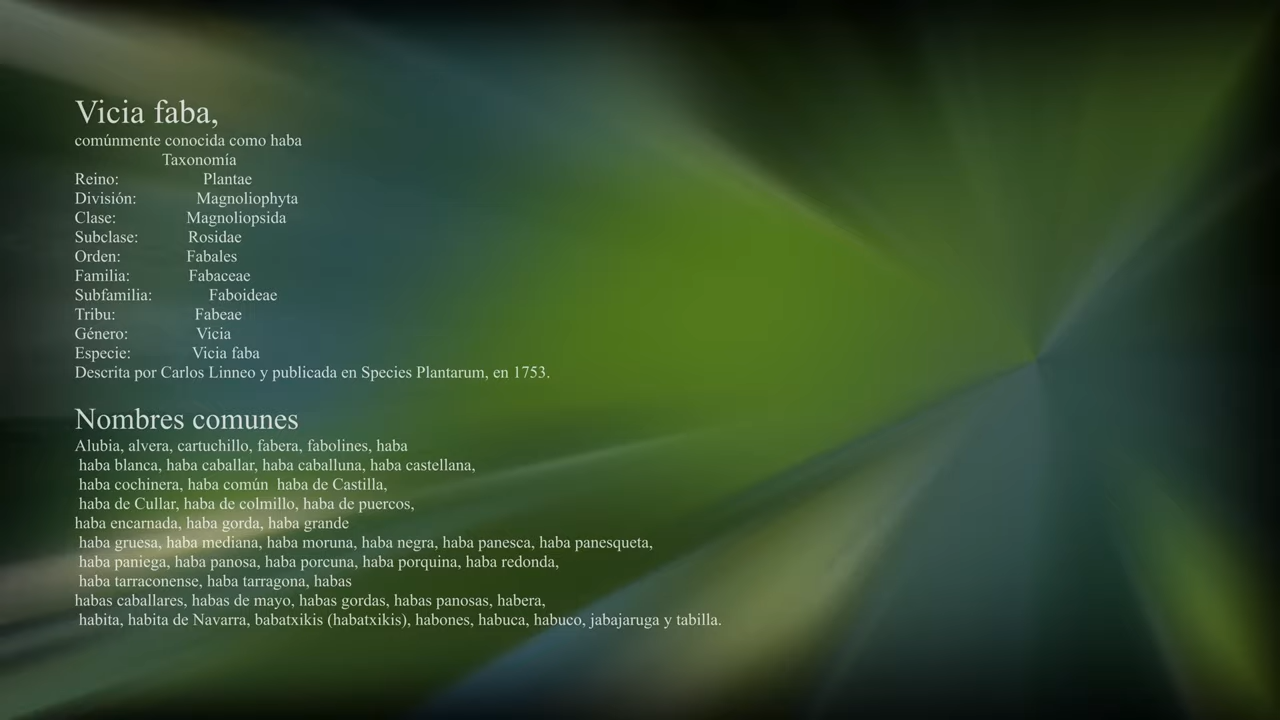 Vicia faba,
comúnmente conocida como haba
Taxonomía
Reino: Plantae
División: Magnoliophyta
Clase: Magnoliopsida
Subclase: Rosidae
Orden: Fabales
Familia: Fabaceae
Subfamilia: Faboideae
Tribu: Fabeae
Género: Vicia
Especie: Vicia faba
Descrita por Carlos Linneo y publicada en Species Plantarum, en 1753.
Nombres comunes
Alubia, alvera, cartuchillo, fabera, fabolines, haba
haba blanca, haba caballar, haba caballuna, haba castellana,
haba cochinera, haba común haba de Castilla,
haba de Cullar, haba de colmillo, haba de puercos,
haba encarnada, haba gorda, haba grande
haba gruesa, haba mediana, haba moruna, haba negra, haba panesca, haba panesqueta,
haba paniega, haba panosa, haba porcuna, haba porquina, haba redonda,
haba tarraconense, haba tarragona, habas
habas caballares, habas de mayo, habas gordas, habas panosas, habera,
habita, habita de Navarra, babatxikis (habatxikis), habones, habuca, habuco, jabajaruga y tabilla.